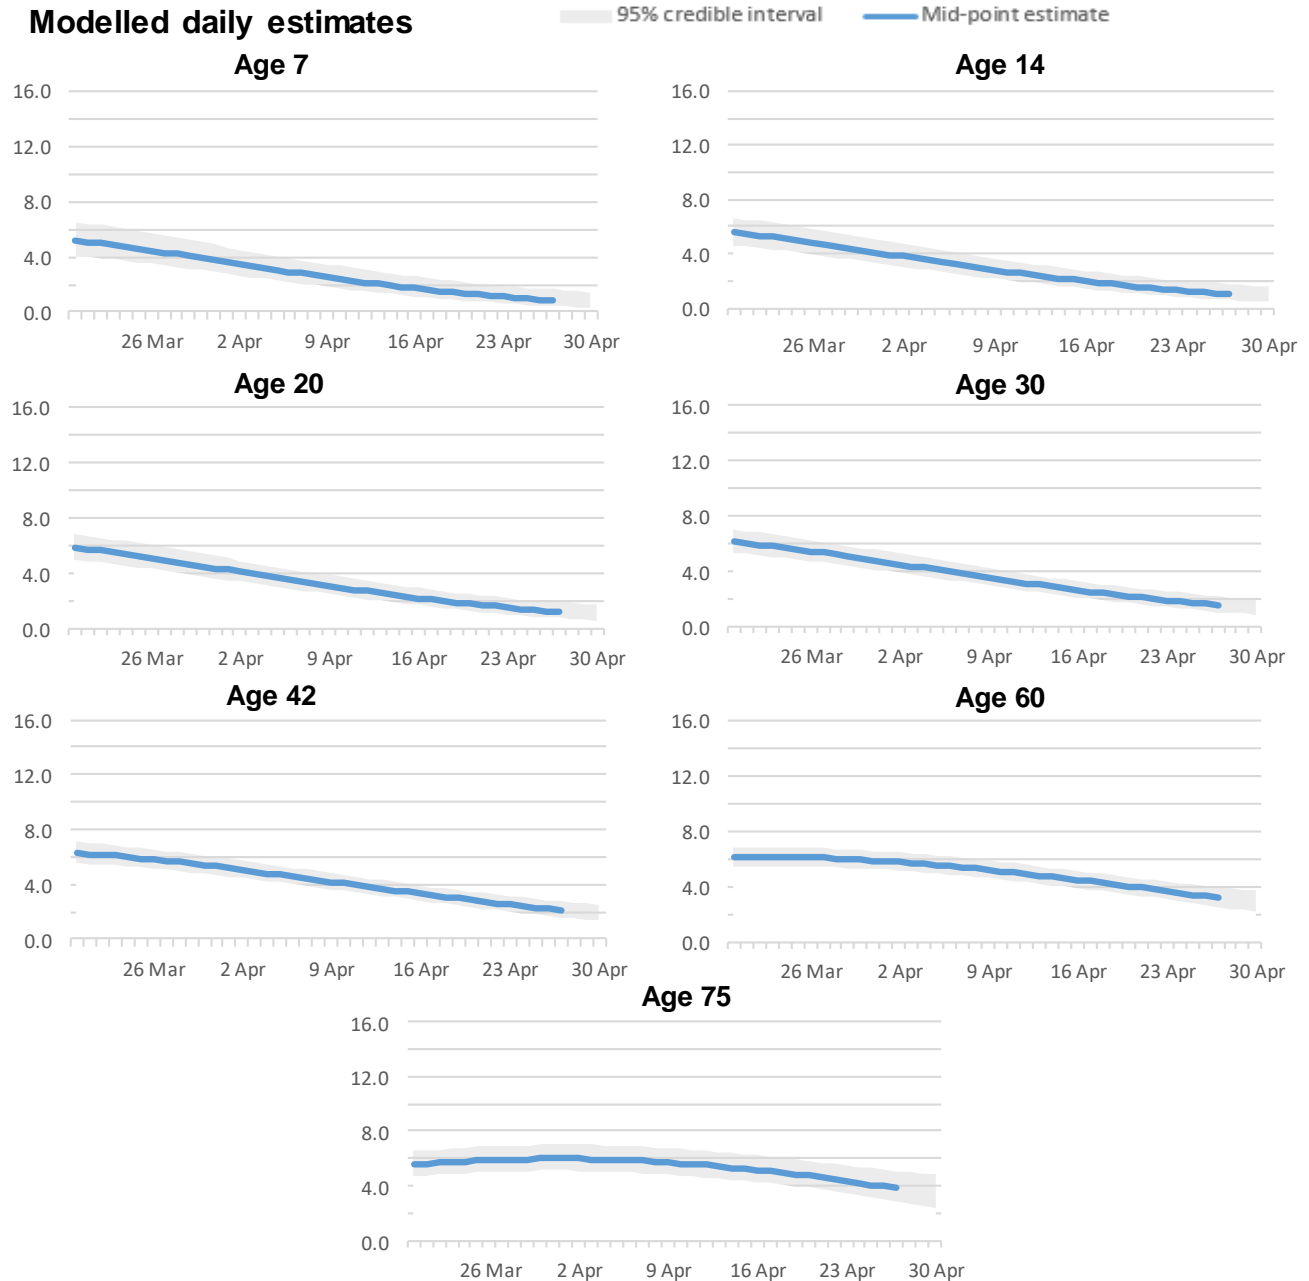 Modelled daily estimates
95% credible interval
Mid-point estimate
Age 7
16.0
12.0
8.0
4.0
0.0
26 Mar 2 Apr 9 Apr 16 Apr 23 Apr 30 Apr
Age 14
16.0
12.0
8.0
4.0
0.0
26 Mar 2 Apr 9 Apr 16 Apr 23 Apr 30 Apr
Age 20
16.0
12.0
8.0
4.0
0.0
26 Mar 2 Apr 9 Apr 16 Apr 23 Apr 30 Apr
Age 30
16.0
12.0
8.0
4.0
0.0
26 Mar 2 Apr 9 Apr 16 Apr 23 Apr 30 Apr
Age 42
16.0
12.0
8.0
4.0
0.0
26 Mar 2 Apr 9 Apr 16 Apr 23 Apr 30 Apr
Age 60
16.0
12.0
8.0
4.0
0.0
26 Mar 2 Apr 9 Apr 16 Apr 23 Apr 30 Apr
Age 75
16.0
12.0
8.0
4.0
0.0
26 Mar 2 Apr 9 Apr 16 Apr 23 Apr 30 Apr